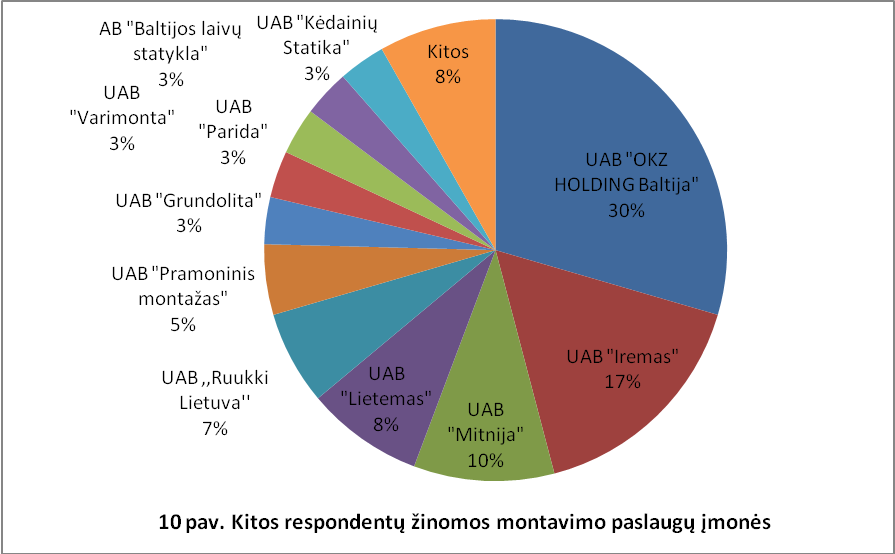 AB "Baltijos laivų
statykla"
3%
UAB "Kėdainių
Statika"
3%
Kitos
8%
UAB
"Varimonta"
3%
UAB
"Parida"
3%
UAB "OKZ
HOLDING Baltija"
30%
UAB "Grundolita"
3%
UAB "Pramoninis
montažas"
5%
UAB "Iremas"
17%
UAB ,,Ruukki
Lietuva''
7%
UAB
"Lietemas"
8%
UAB
"Mitnija"
10%
10 pav. Kitos respondentų žinomos montavimo paslaugų įmonės